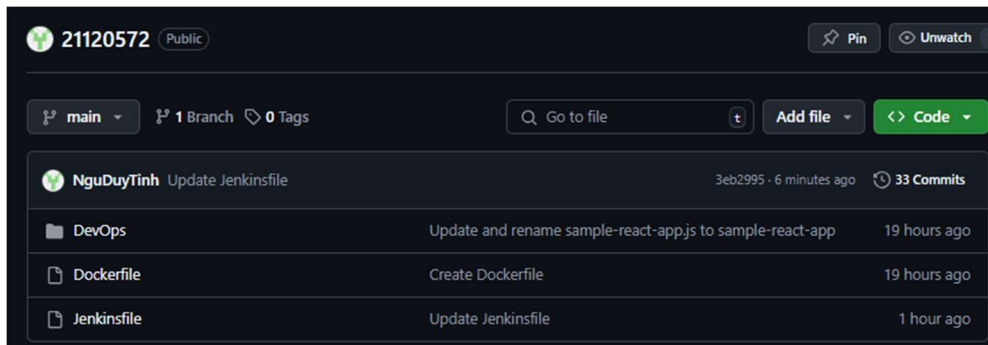 21120572 Public Pin Unwatch
main 1 Branch 0 Tags Go to file t Add file Code
NguDuyTinh Update Jenkinsfile 3eb2995 · 6 minutes ago 33 Commits
DevOps Update and rename sample-react-app.js to sample-react-app 19 hours ago
Dockerfile Create Dockerfile 19 hours ago
Jenkinsfile Update Jenkinsfile 1 hour ago